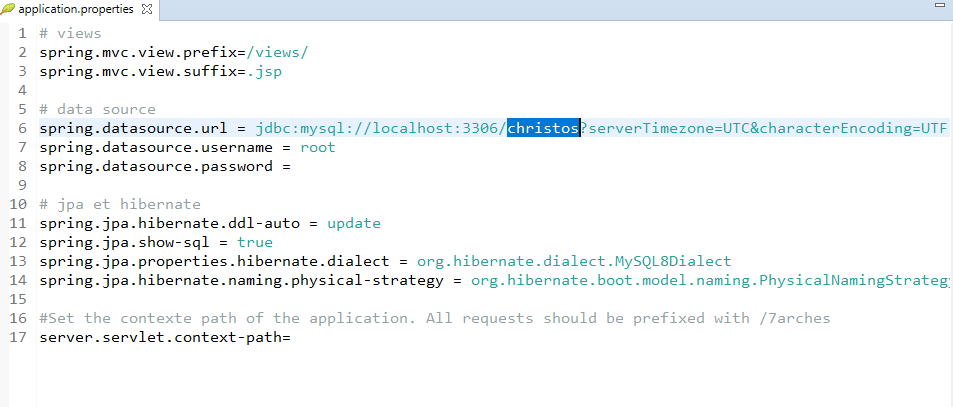 application.properties
1 # views
2 spring.mvc.view.prefix=/views/
3 spring.mvc.view.suffix=.jsp
4
5 # data source
6 spring.datasource.url = jdbc:mysql://localhost:3306/christos?serverTimezone=UTC&characterEncoding=UTF
7 spring.datasource.username = root
8 spring.datasource.password =
9
10 # jpa et hibernate
11 spring.jpa.hibernate.ddl-auto = update
12 spring.jpa.show-sql = true
13 spring.jpa.properties.hibernate.dialect = org.hibernate.dialect.MySQL8Dialect
14 spring.jpa.hibernate.naming.physical-strategy = org.hibernate.boot.model.naming.PhysicalNamingStrategy
15
16 #Set the contexte path of the application. All requests should be prefixed with /7arches
17 server.servlet.context-path=